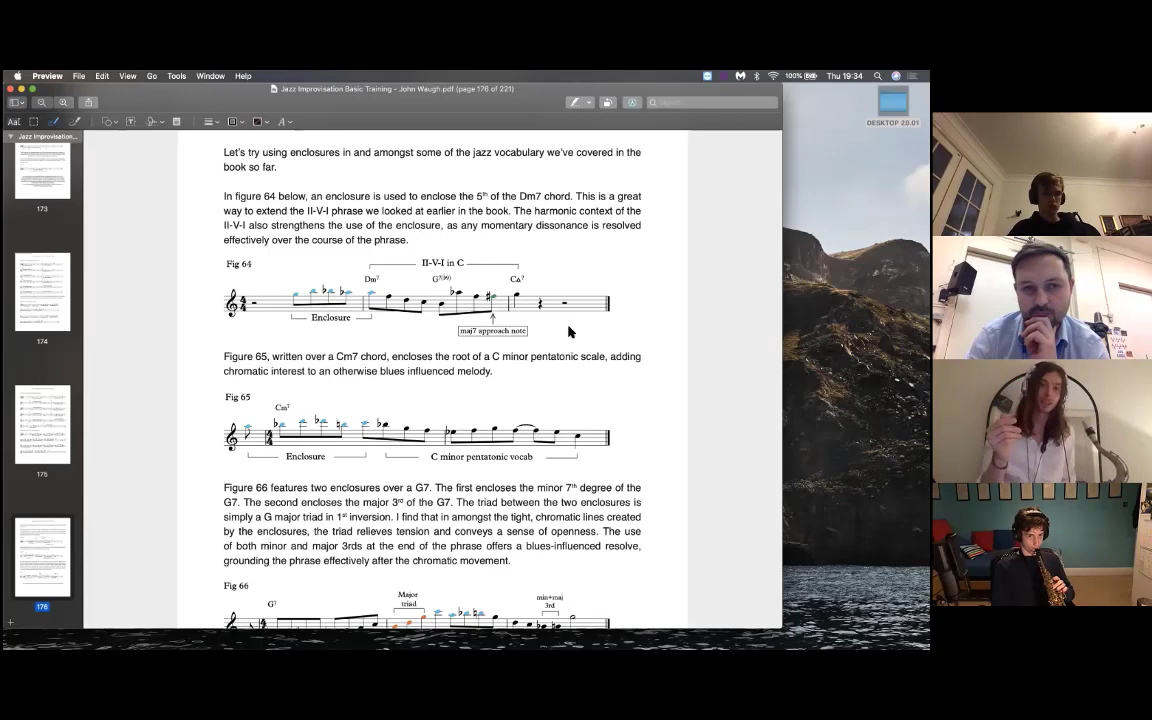 Preview File Edit View Go Tools Window Help 100% Thu 19:34
Jazz Improvisation Basic Training - John Waugh.pdf (page 176 of 221)
Search
DESKTOP 20.01
Jazz Improvisation...
173
174
175
176
Let's try using enclosures in and amongst some of the jazz vocabulary we've covered in the
book so far.
In figure 64 below, an enclosure is used to enclose the 5th of the Dm7 chord. This is a great
way to extend the II-V-I phrase we looked at earlier in the book. The harmonic context of the
II-V-I also strengthens the use of the enclosure, as any momentary dissonance is resolved
effectively over the course of the phrase.
Fig 64
II-V-I in C
Dm7 G7(b9) CΔ7
Enclosure
maj7 approach note
Figure 65, written over a Cm7 chord, encloses the root of a C minor pentatonic scale, adding
chromatic interest to an otherwise blues influenced melody.
Fig 65
Cm7
Enclosure C minor pentatonic vocab
Figure 66 features two enclosures over a G7. The first encloses the minor 7th degree of the
G7. The second encloses the major 3rd of the G7. The triad between the two enclosures is
simply a G major triad in 1st inversion. I find that in amongst the tight, chromatic lines created
by the enclosures, the triad relieves tension and conveys a sense of openness. The use
of both minor and major 3rds at the end of the phrase offers a blues-influenced resolve,
grounding the phrase effectively after the chromatic movement.
Fig 66
G7
Major
triad
min+maj
3rd